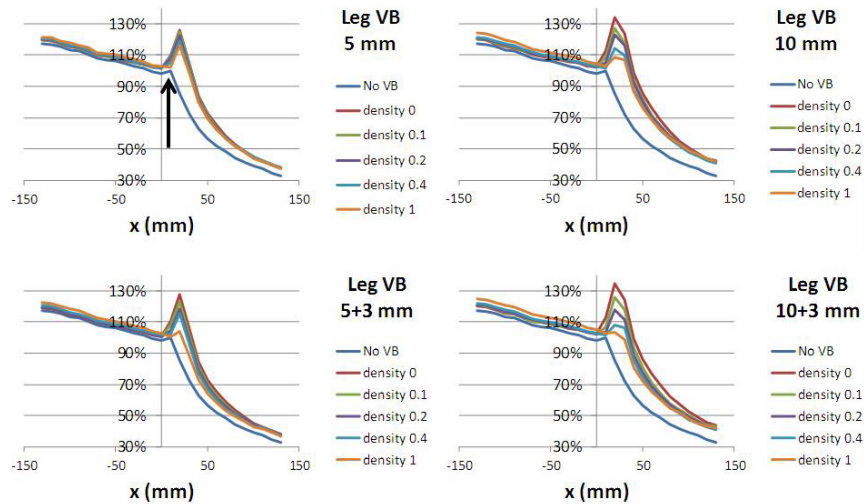 130%
110%
90%
70%
50%
30%
-150
-50
50
150
x (mm)
Leg VB
5 mm
No VB
density 0
density 0.1
density 0.2
density 0.4
density 1
130%
110%
90%
70%
50%
30%
-150
-50
50
150
x (mm)
Leg VB
10 mm
No VB
density 0
density 0.1
density 0.2
density 0.4
density 1
130%
110%
90%
70%
50%
30%
-150
-50
50
150
x (mm)
Leg VB
5+3 mm
No VB
density 0
density 0.1
density 0.2
density 0.4
density 1
130%
110%
90%
70%
50%
30%
-150
-50
50
150
x (mm)
Leg VB
10+3 mm
No VB
density 0
density 0.1
density 0.2
density 0.4
density 1